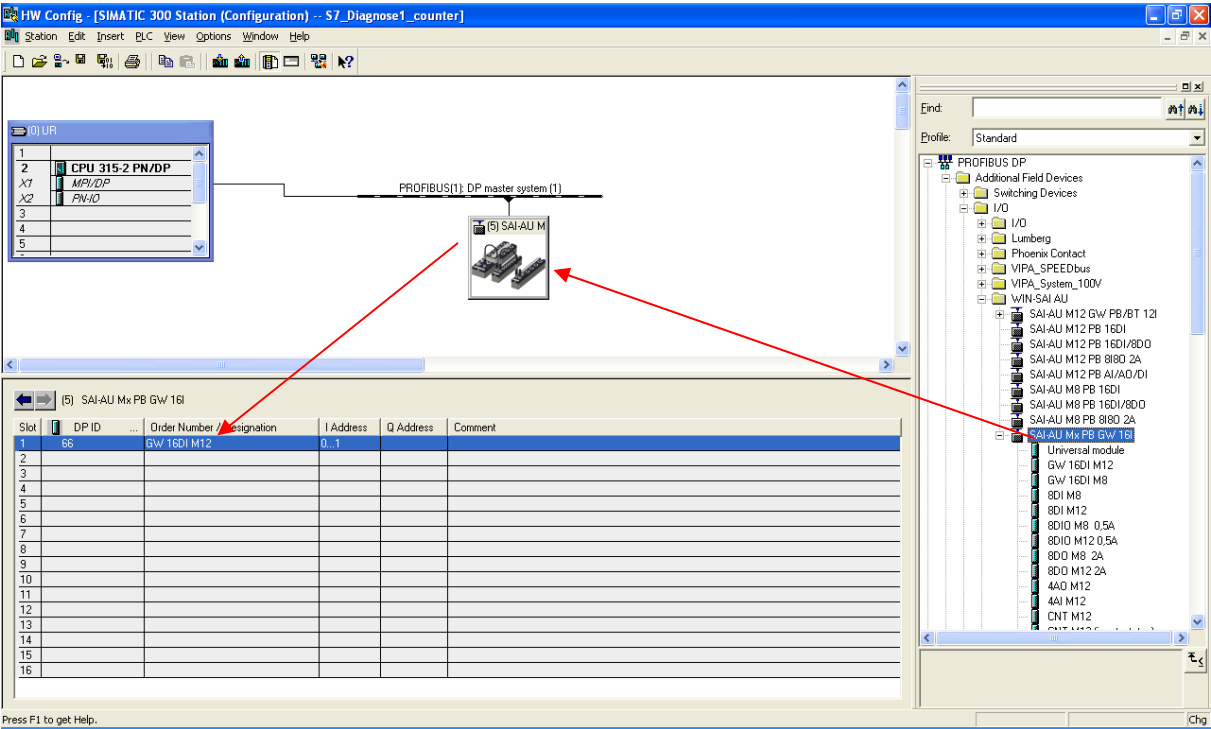 HW Config - [SIMATIC 300 Station (Configuration) -- S7_Diagnose1_counter]
Station Edit Insert PLC View Options Window Help
(0) UR
1
2 CPU 315-2 PN/DP
X1 MPI/DP
X2 PN-IO
3
4
5
PROFIBUS(1): DP master system (1)
(5) SAI-AU M
(5) SAI-AU Mx PB GW 16I
Slot DP ID ... Order Number / Designation I Address Q Address Comment
1 66 GW 16DI M12 0...1
2
3
4
5
6
7
8
9
10
11
12
13
14
15
16
Find:
Profile: Standard
PROFIBUS DP
Additional Field Devices
Switching Devices
I/O
I/O
Lumberg
Phoenix Contact
VIPA_SPEEDbus
VIPA_System_100V
WIN-SAI AU
SAI-AU M12 GW PB/BT 12I
SAI-AU M12 PB 16DI
SAI-AU M12 PB 16DI/8DO
SAI-AU M12 PB 8I8O 2A
SAI-AU M12 PB AI/AO/DI
SAI-AU M8 PB 16DI
SAI-AU M8 PB 16DI/8DO
SAI-AU M8 PB 8I8O 2A
SAI-AU Mx PB GW 16I
Universal module
GW 16DI M12
GW 16DI M8
8DI M8
8DI M12
8DIO M8 0,5A
8DIO M12 0,5A
8DO M8 2A
8DO M12 2A
4AO M12
4AI M12
CNT M12
Press F1 to get Help.
Chg